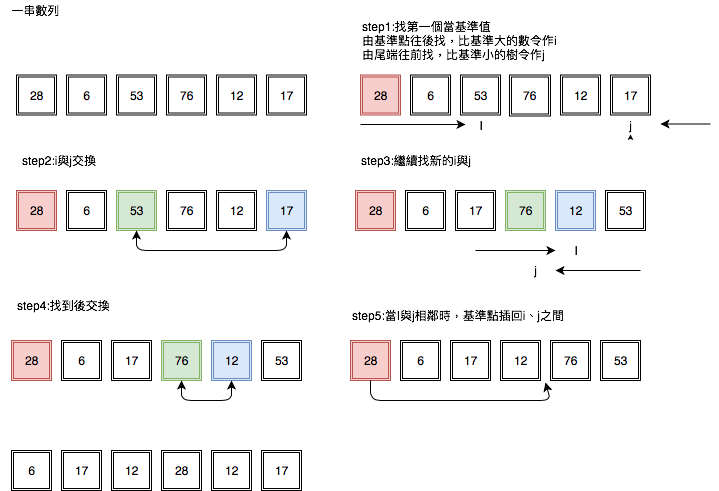 一串數列
28 6 53 76 12 17
step1:找第一個當基準值
由基準點往後找，比基準大的數令作i
由尾端往前找，比基準小的樹令作j
28 6 53 76 12 17
I j
step2:i與j交換
28 6 53 76 12 17
step3:繼續找新的i與j
28 6 17 76 12 53
I
j
step4:找到後交換
28 6 17 76 12 53
step5:當I與j相鄰時，基準點插回i、j之間
28 6 17 12 76 53
6 17 12 28 12 17